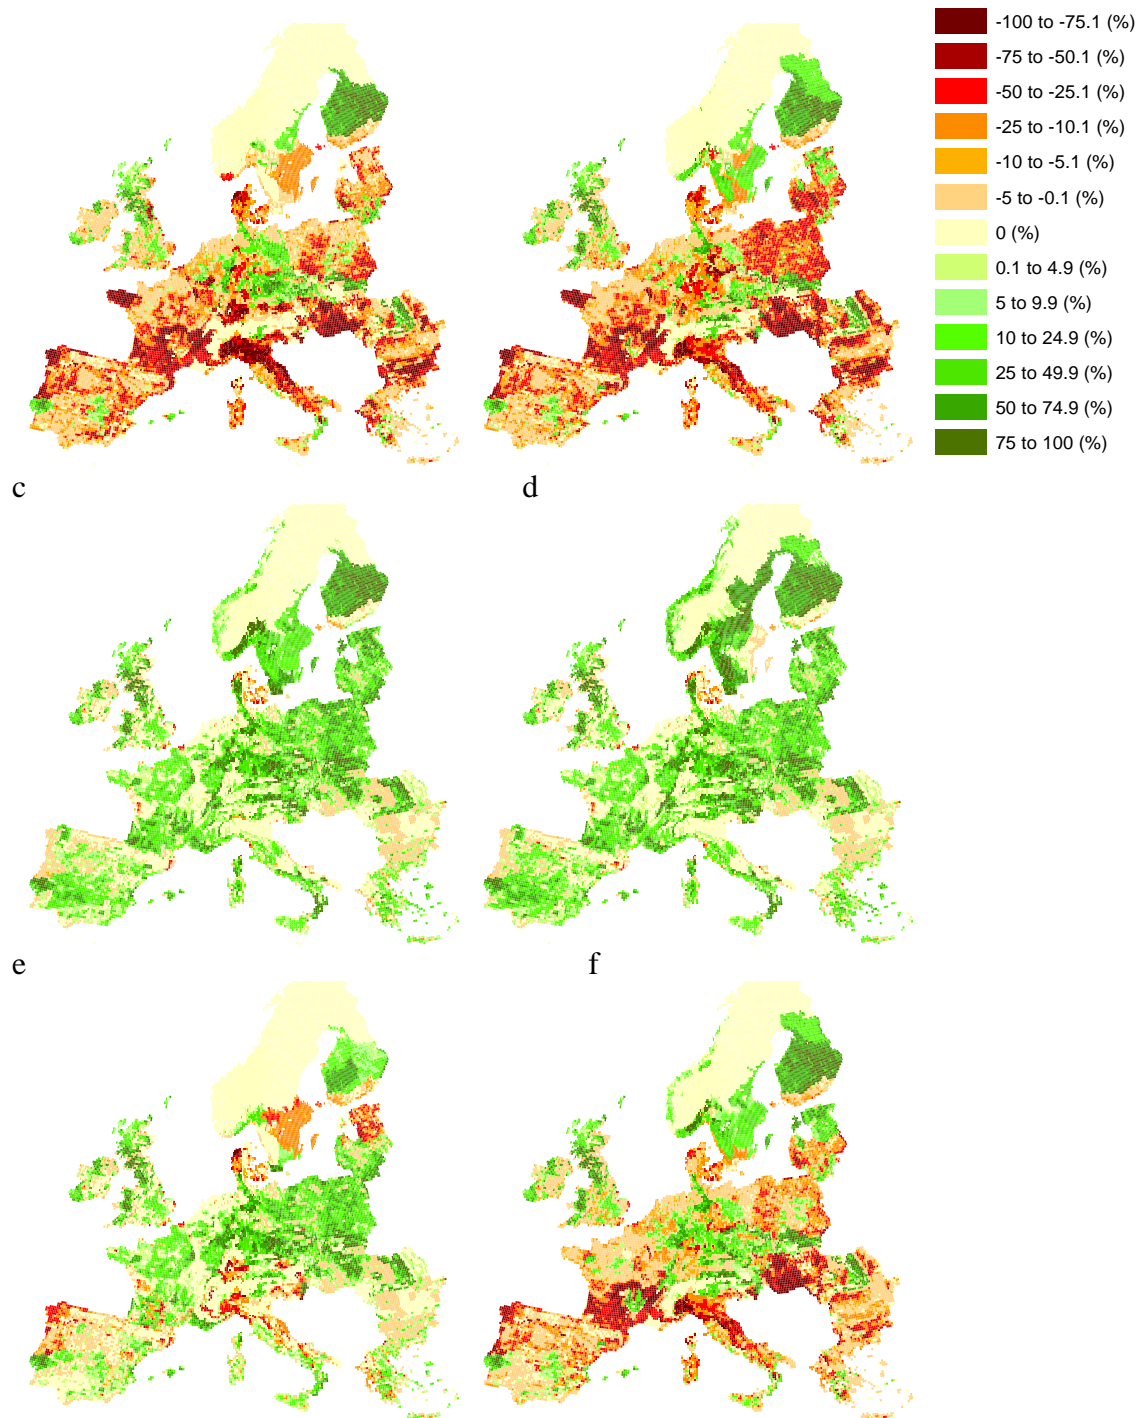 -100 to -75.1 (%)
-75 to -50.1 (%)
-50 to -25.1 (%)
-25 to -10.1 (%)
-10 to -5.1 (%)
-5 to -0.1 (%)
0 (%)
0.1 to 4.9 (%)
5 to 9.9 (%)
10 to 24.9 (%)
25 to 49.9 (%)
50 to 74.9 (%)
75 to 100 (%)
c d
e f